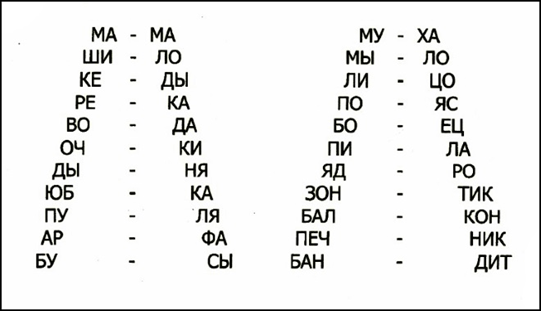 МА - МА МУ - ХА
ШИ - ЛО МЫ - ЛО
КЕ - ДЫ ЛИ - ЦО
РЕ - КА ПО - ЯС
ВО - ДА БО - ЕЦ
ОЧ - КИ ПИ - ЛА
ДЫ - НЯ ЯД - РО
ЮБ - КА ЗОН - ТИК
ПУ - ЛЯ БАЛ - КОН
АР - ФА ПЕЧ - НИК
БУ - СЫ БАН - ДИТ